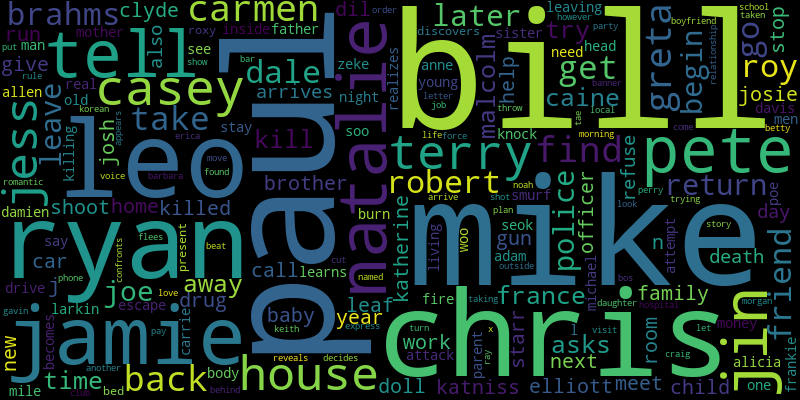 brahms clyde carmen dil order inside father
run man mother also roxy see
put tell give
allen rule real old
casey dale arrives
bar show zeke
night realizes
bill later try go
discovers sister
leaving need head boyfriend
anne help young
letter job malcolm
begin greta stop
school taken party however
relationship roy josie
banner local davis men
throw get caine
korean appears leave take josh
killing stay kill soo
jess leo erica paul natalie
brother
voice barbara
romantic move found
damien shoot home killed
life force knock morning
tae come betty
terry find pete
robert refuse return
noah perry trying
katherine smurf day poe
arrive shot plan look
police officer
burn seok woo living gun adam
outside n attempt story death
ryan say flees beat
confronts present
car call learns
mike
named michael bos
drive j phone joe away
gavin larkin love drug
escape baby year leaf
cut fire taking france family
daughter hospital morgan
jin friend
jamie becomes carrie keith
pay express
new reveals x
chris
turn work l visit let money
ray asks room
craig
time back another house
decides
attack starr parent next
alicia
mile bed club body behind
doll katniss elliott meet child one
frankie